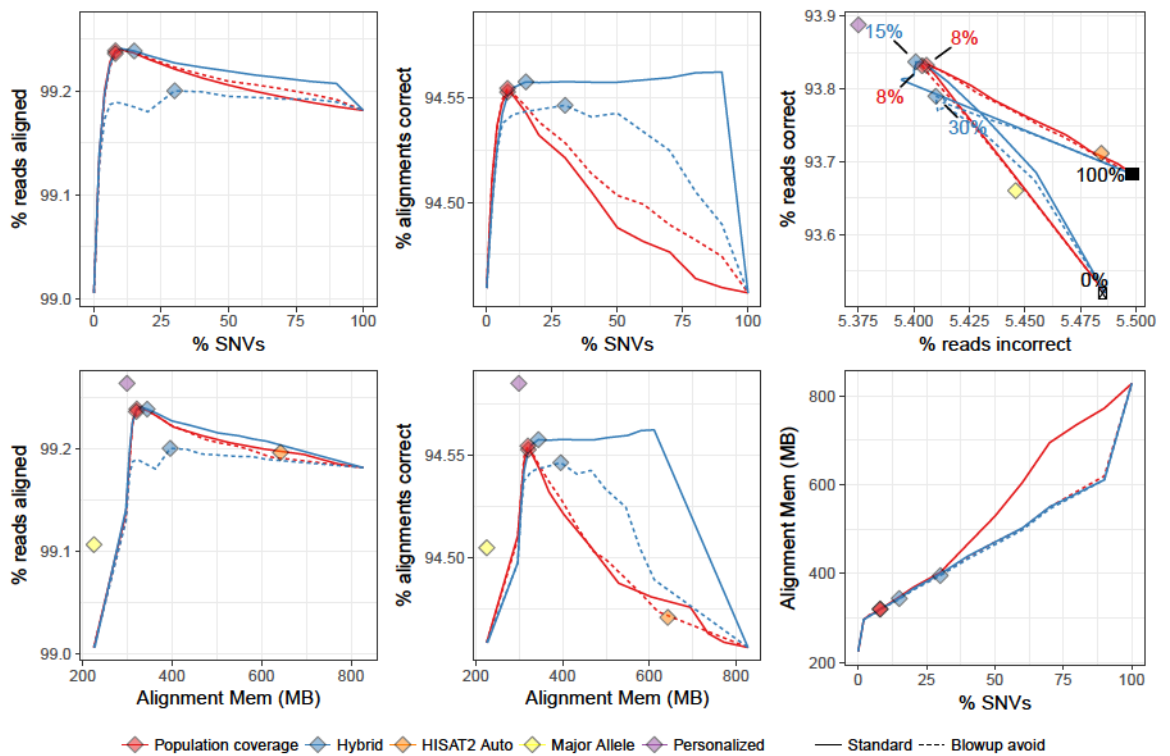 % reads aligned
99.2
99.1
99.0
0 25 50 75 100
% SNVs
% alignments correct
94.55
94.50
0 25 50 75 100
% SNVs
% reads correct
93.9
93.8
93.7
93.6
15%
8%
8%
30%
100%
0%
5.375 5.400 5.425 5.450 5.475 5.500
% reads incorrect
% reads aligned
99.2
99.1
99.0
200 400 600 800
Alignment Mem (MB)
% alignments correct
94.55
94.50
200 400 600 800
Alignment Mem (MB)
Alignment Mem (MB)
800
600
400
200
0 25 50 75 100
% SNVs
Population coverage Hybrid HISAT2 Auto Major Allele Personalized Standard Blowup avoid